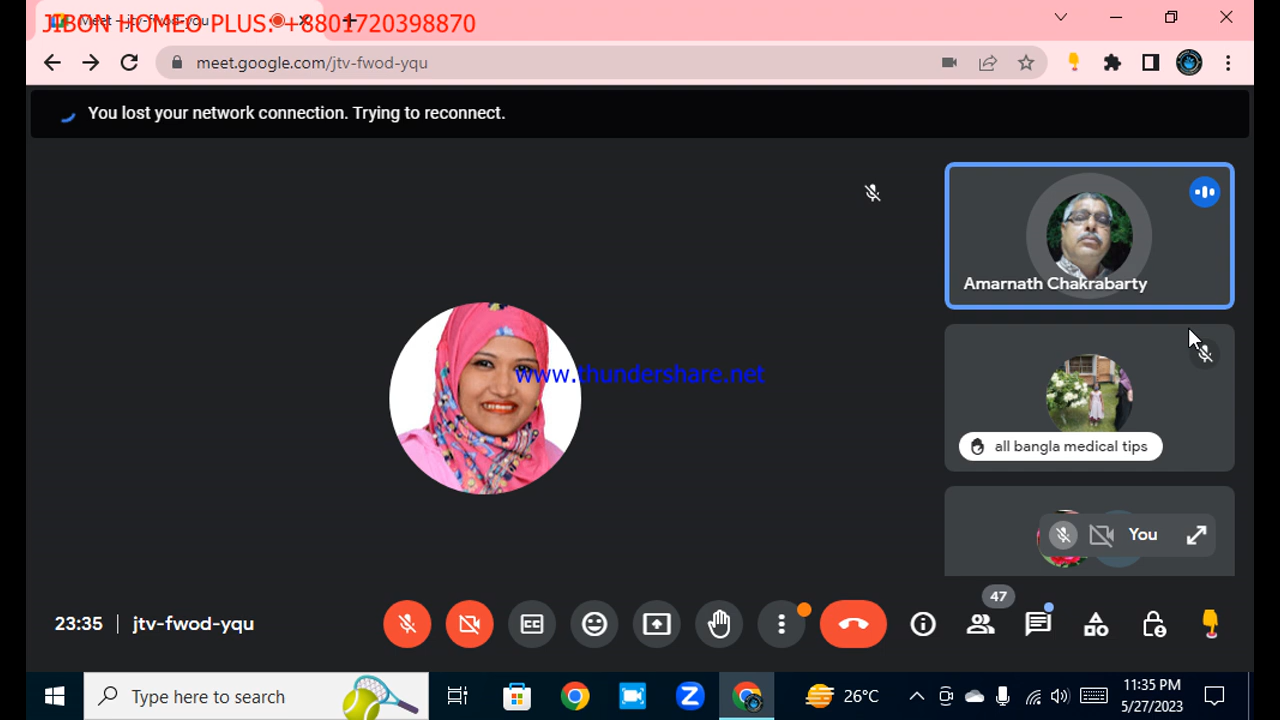 JIBON HOMEO PLUS: +8801720398870
meet.google.com/jtv-fwod-yqu
You lost your network connection. Trying to reconnect.
Amarnath Chakrabarty
www.thundershare.net
all bangla medical tips
You
47
23:35 | jtv-fwod-yqu
Type here to search
26°C
11:35 PM
5/27/2023